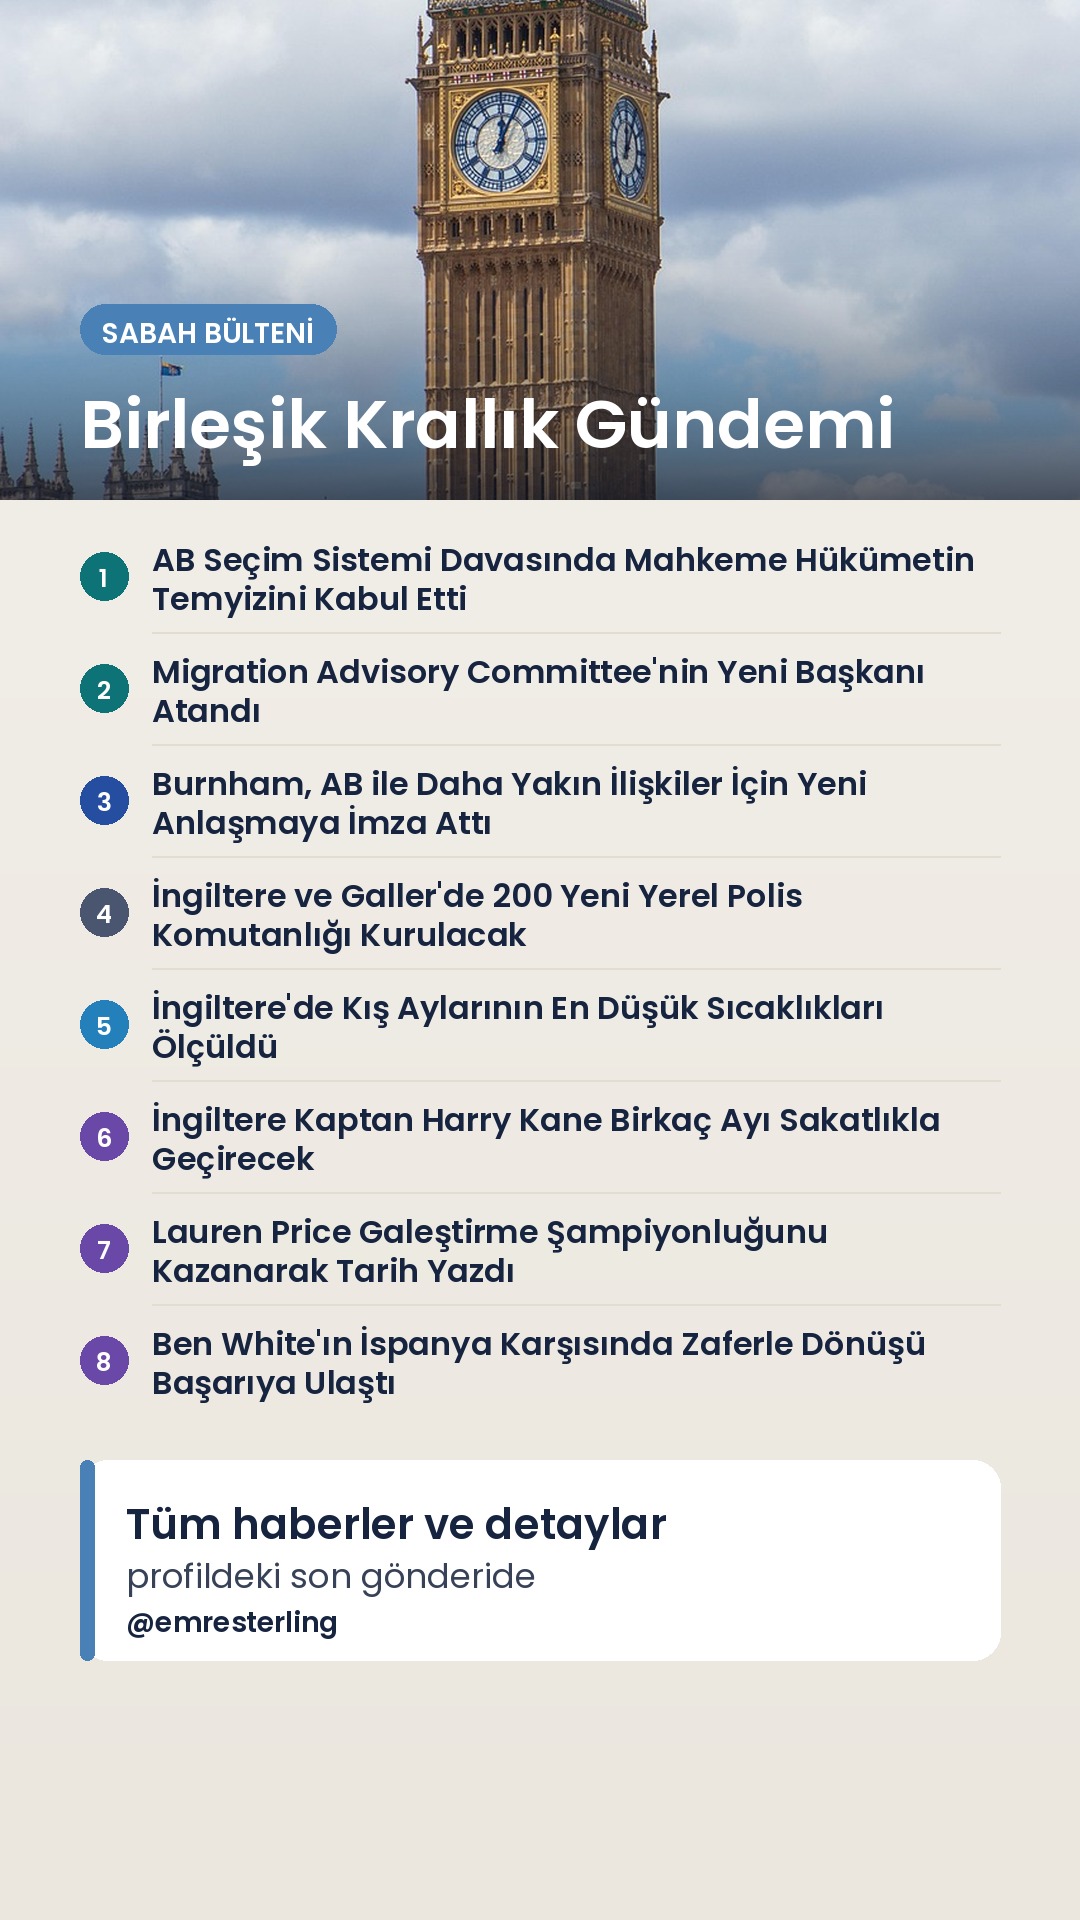 SABAH BÜLTENİ
Birleşik Krallık Gündemi
1
AB Seçim Sistemi Davasında Mahkeme Hükümetin
Temyizini Kabul Etti
2
Migration Advisory Committee'nin Yeni Başkanı
Atandı
3
Burnham, AB ile Daha Yakın İlişkiler İçin Yeni
Anlaşmaya İmza Attı
4
İngiltere ve Galler'de 200 Yeni Yerel Polis
Komutanlığı Kurulacak
5
İngiltere'de Kış Aylarının En Düşük Sıcaklıkları
Ölçüldü
6
İngiltere Kaptan Harry Kane Birkaç Ayı Sakatlıkla
Geçirecek
7
Lauren Price Galeştirme Şampiyonluğunu
Kazanarak Tarih Yazdı
8
Ben White'ın İspanya Karşısında Zaferle Dönüşü
Başarıya Ulaştı
Tüm haberler ve detaylar
profildeki son gönderide
@emresterling